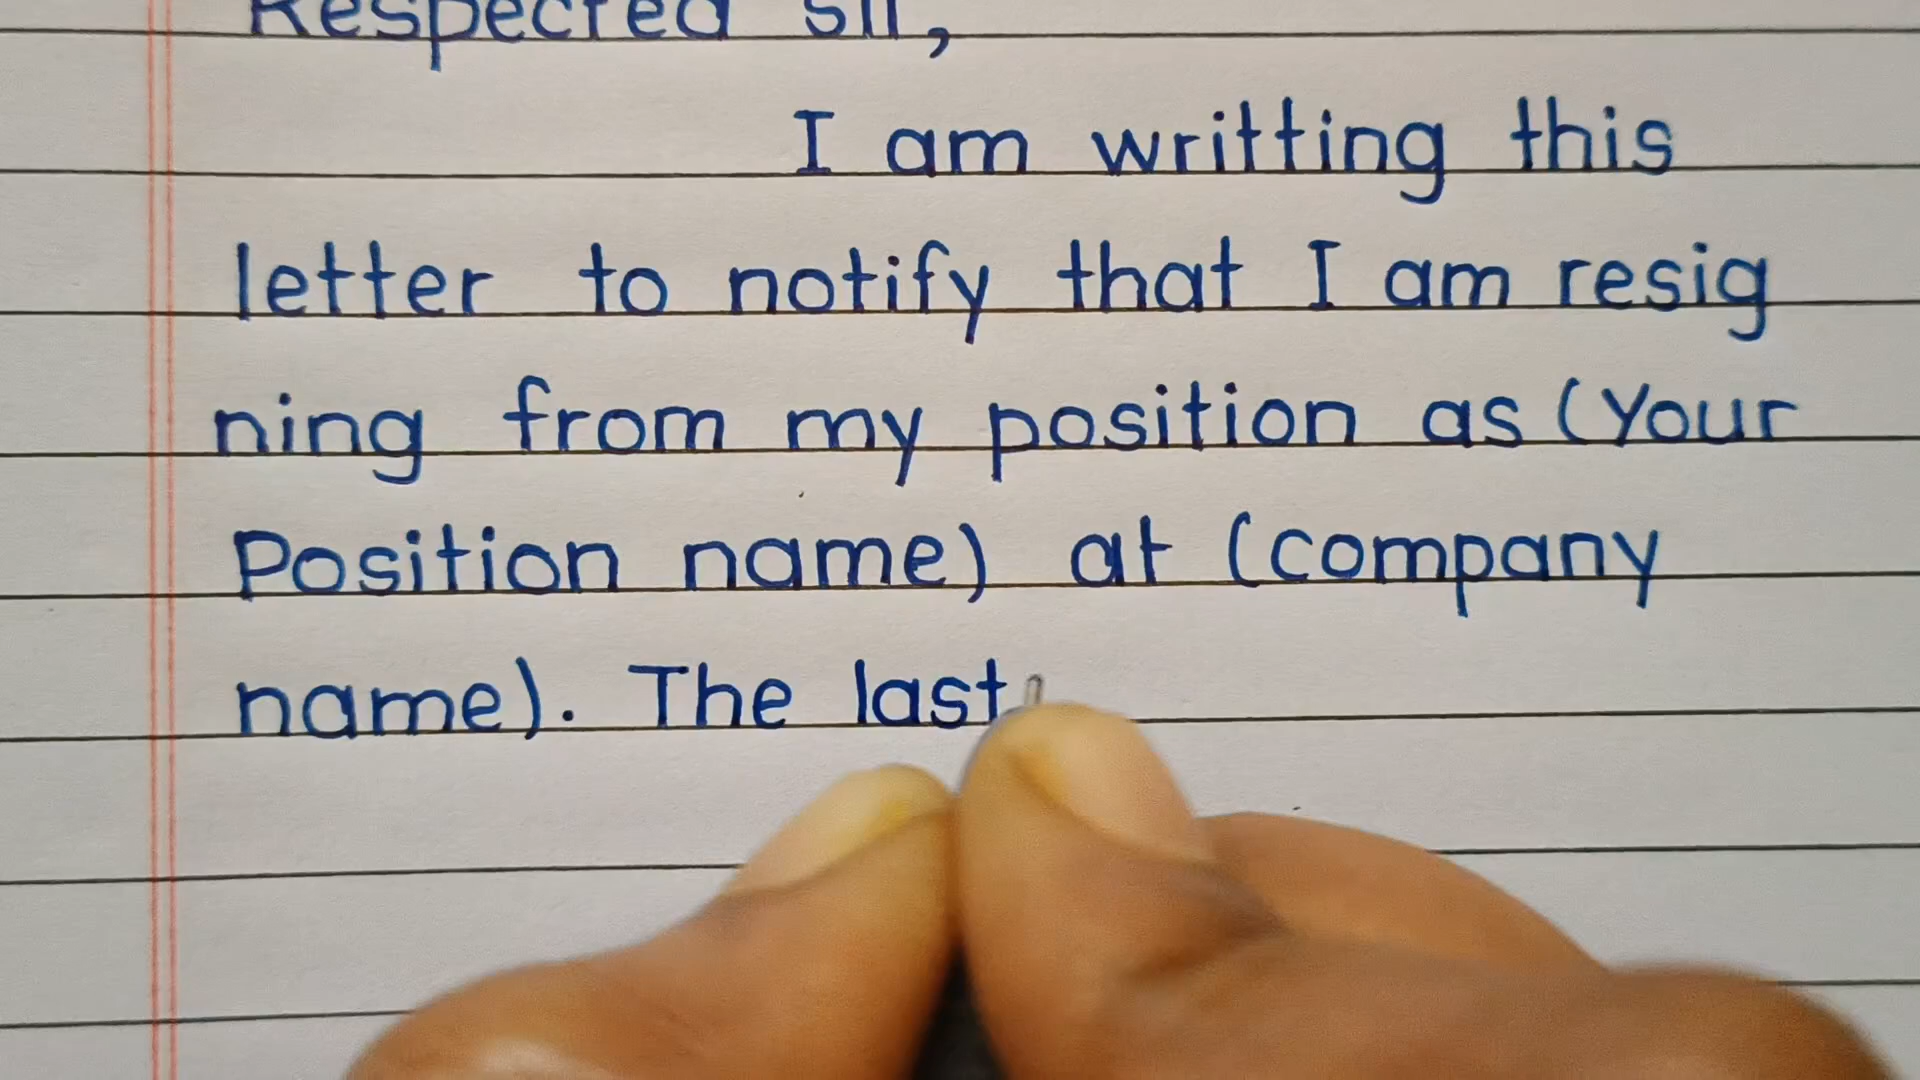 Respected sir,
I am writting this
letter to notify that I am resig
ning from my position as (Your
Position name) at (company
name). The last